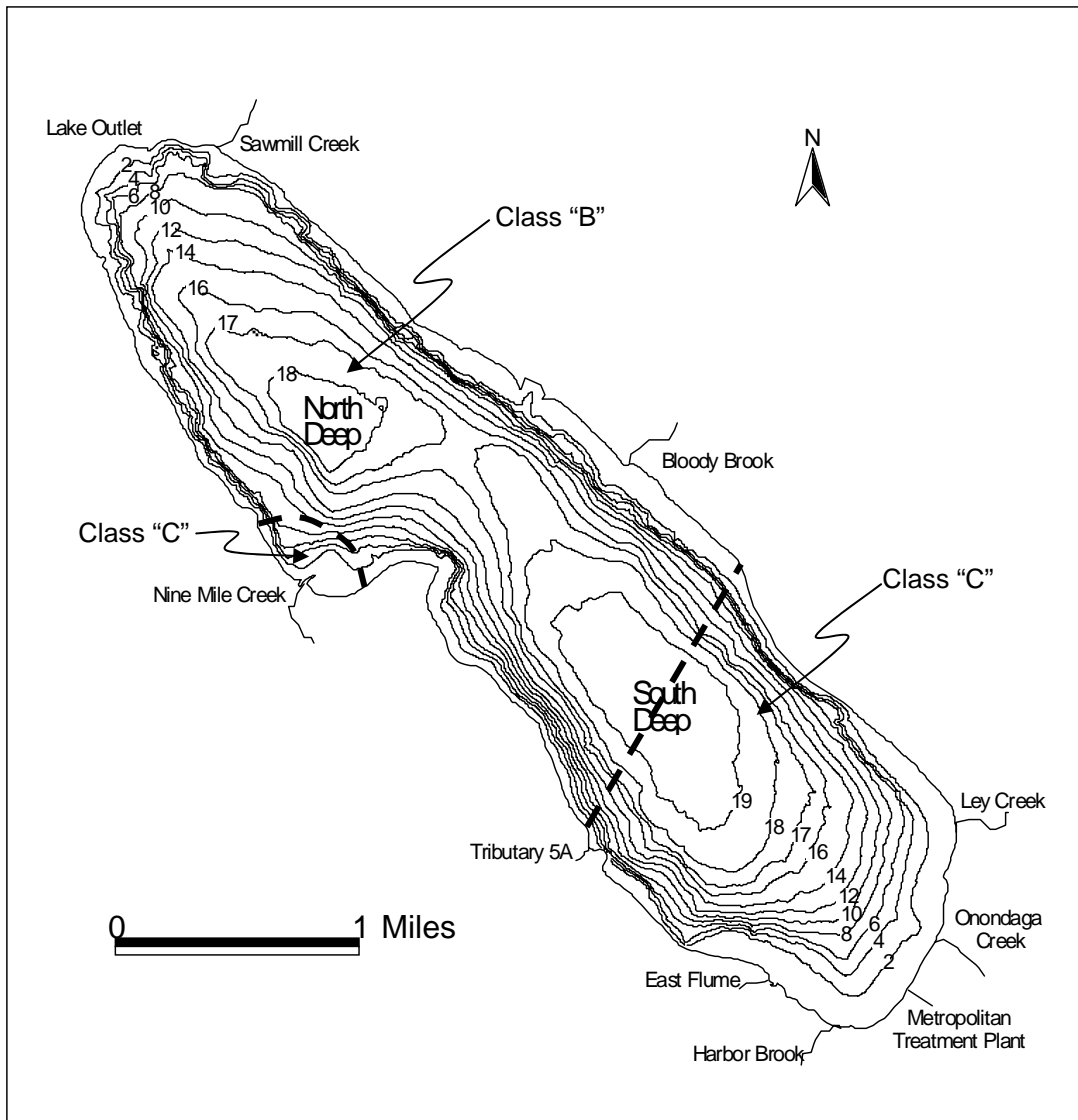 Lake Outlet
Sawmill Creek
N
2
4
6
8
10
12
14
16
17
18
Class “B”
North
Deep
Bloody Brook
Class “C”
Nine Mile Creek
Class “C”
South
Deep
19
18
17
16
14
12
10
8
6
4
2
Ley Creek
Tributary 5A
0
1 Miles
Onondaga
Creek
East Flume
Metropolitan
Treatment Plant
Harbor Brook